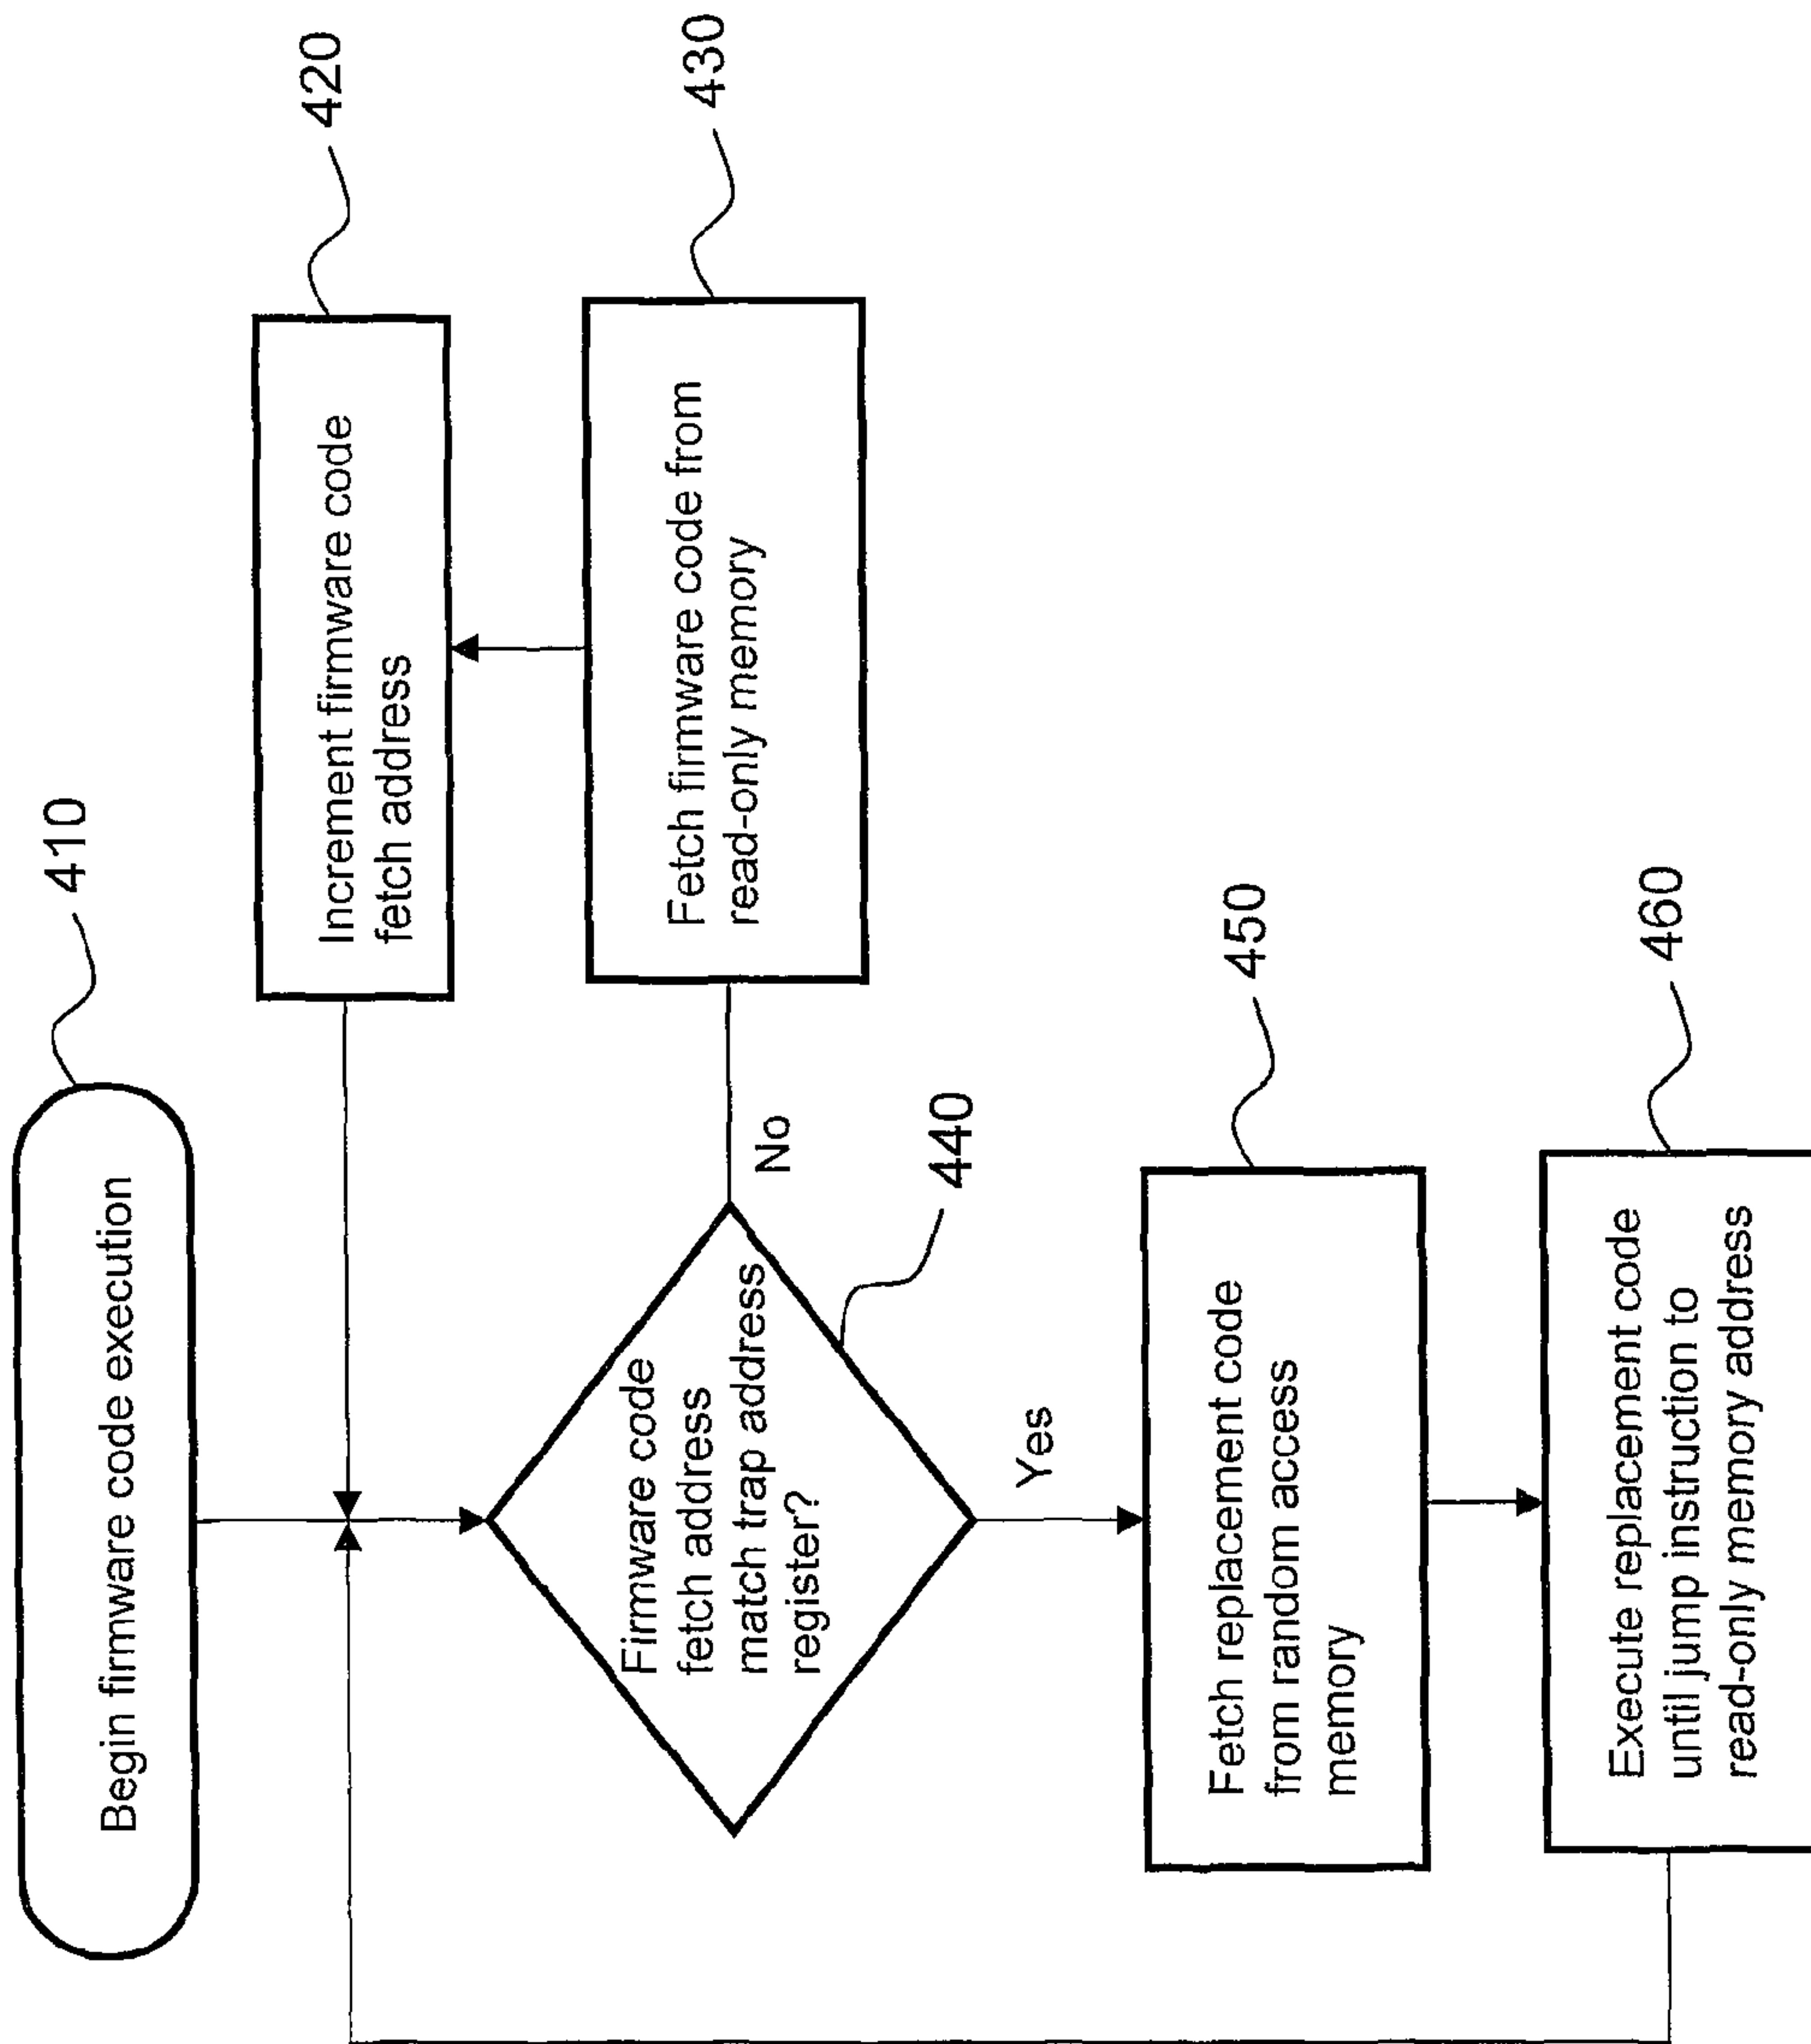 Begin firmware code execution
410
Increment firmware code
fetch address
420
Fetch firmware code from
read-only memory
430
Firmware code
fetch address
match trap address
register?
440
No
Yes
Fetch replacement code
from random access
memory
450
Execute replacement code
until jump instruction to
read-only memory address
460